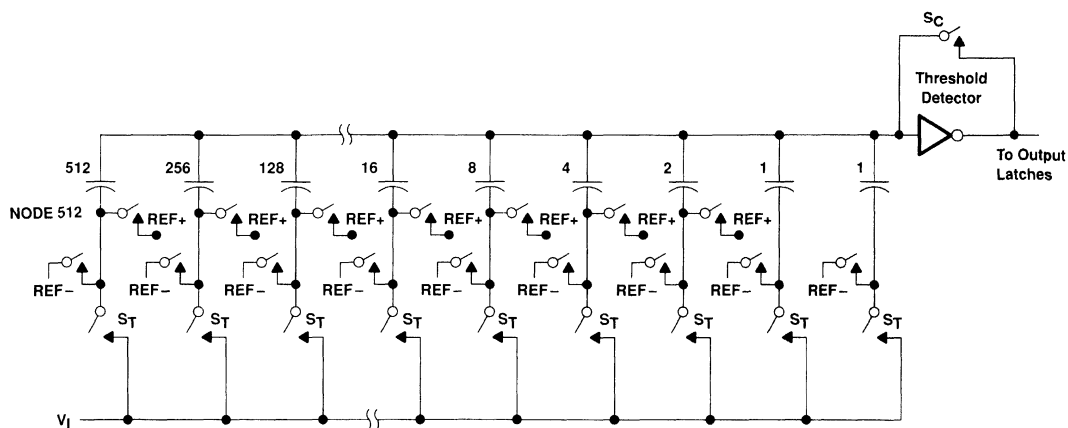 SC
Threshold
Detector
To Output
Latches
512 256 128 16 8 4 2 1 1
NODE 512 REF+ REF+ REF+ REF+ REF+ REF+ REF+
REF− REF− REF− REF− REF− REF− REF− REF− REF−
ST ST ST ST ST ST ST ST ST
VI